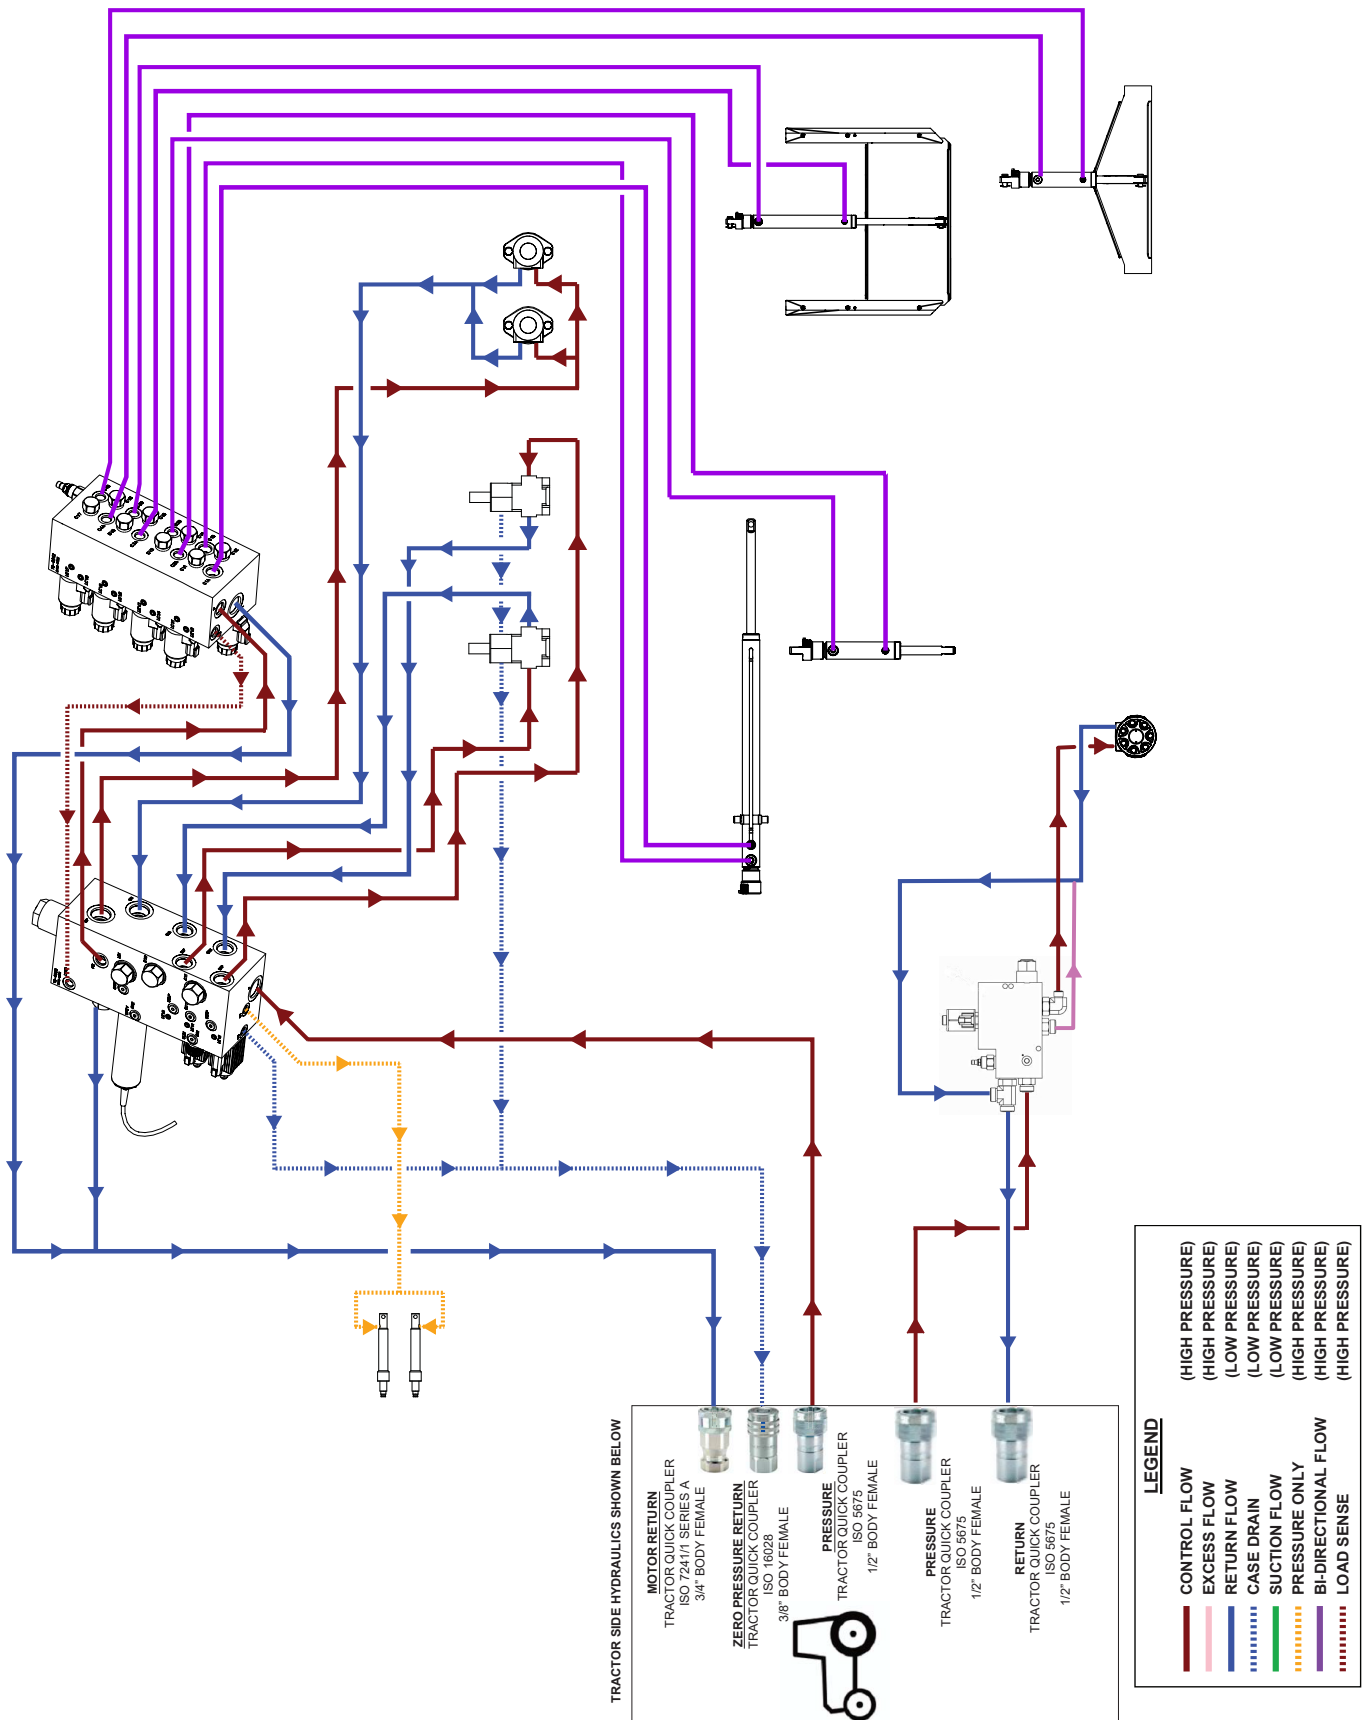 TRACTOR SIDE HYDRAULICS SHOWN BELOW
MOTOR RETURN
TRACTOR QUICK COUPLER
ISO 7241/1 SERIES A
3/4" BODY FEMALE
ZERO PRESSURE RETURN
TRACTOR QUICK COUPLER
ISO 16028
3/8" BODY FEMALE
PRESSURE
TRACTOR QUICK COUPLER
ISO 5675
1/2" BODY FEMALE
PRESSURE
TRACTOR QUICK COUPLER
ISO 5675
1/2" BODY FEMALE
RETURN
TRACTOR QUICK COUPLER
ISO 5675
1/2" BODY FEMALE
LEGEND
CONTROL FLOW (HIGH PRESSURE)
EXCESS FLOW (HIGH PRESSURE)
RETURN FLOW (LOW PRESSURE)
CASE DRAIN (LOW PRESSURE)
SUCTION FLOW (LOW PRESSURE)
PRESSURE ONLY (HIGH PRESSURE)
BI-DIRECTIONAL FLOW (HIGH PRESSURE)
LOAD SENSE (HIGH PRESSURE)